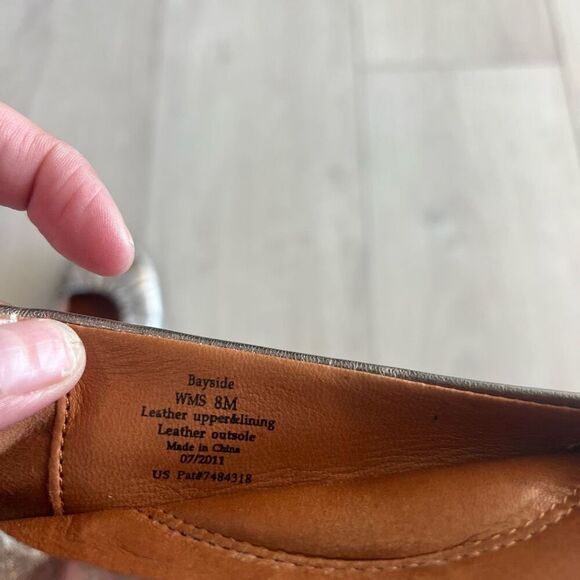 Bayside
WMS 8M
Leather upper&lining
Leather outsole
Made in China
07/2011
US Pat#7484318